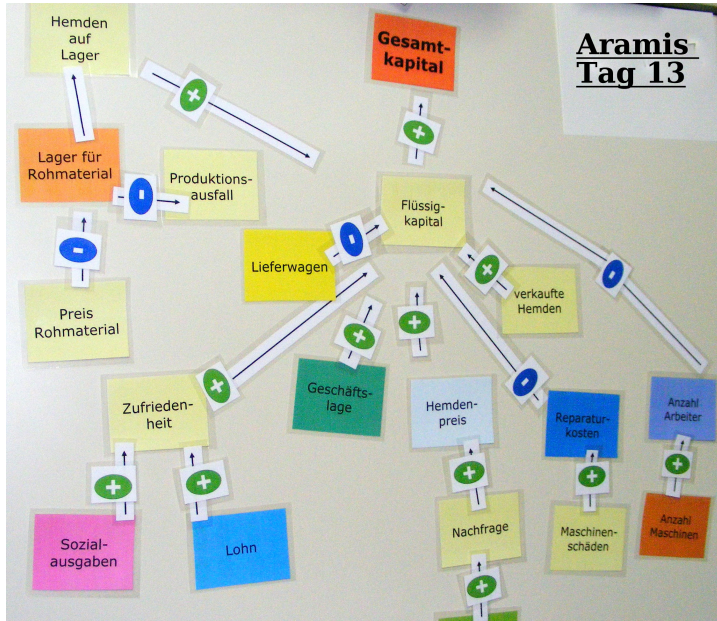 Hemden
auf
Lager
Gesamt-
kapital
Aramis
Tag 13
Lager für
Rohmaterial
Produktions-
ausfall
Flüssig-
kapital
Lieferwagen
verkaufte
Hemden
Preis
Rohmaterial
Zufrieden-
heit
Geschäfts-
lage
Hemden-
preis
Reparatur-
kosten
Anzahl
Arbeiter
Sozial-
ausgaben
Lohn
Nachfrage
Maschinen-
schäden
Anzahl
Maschinen